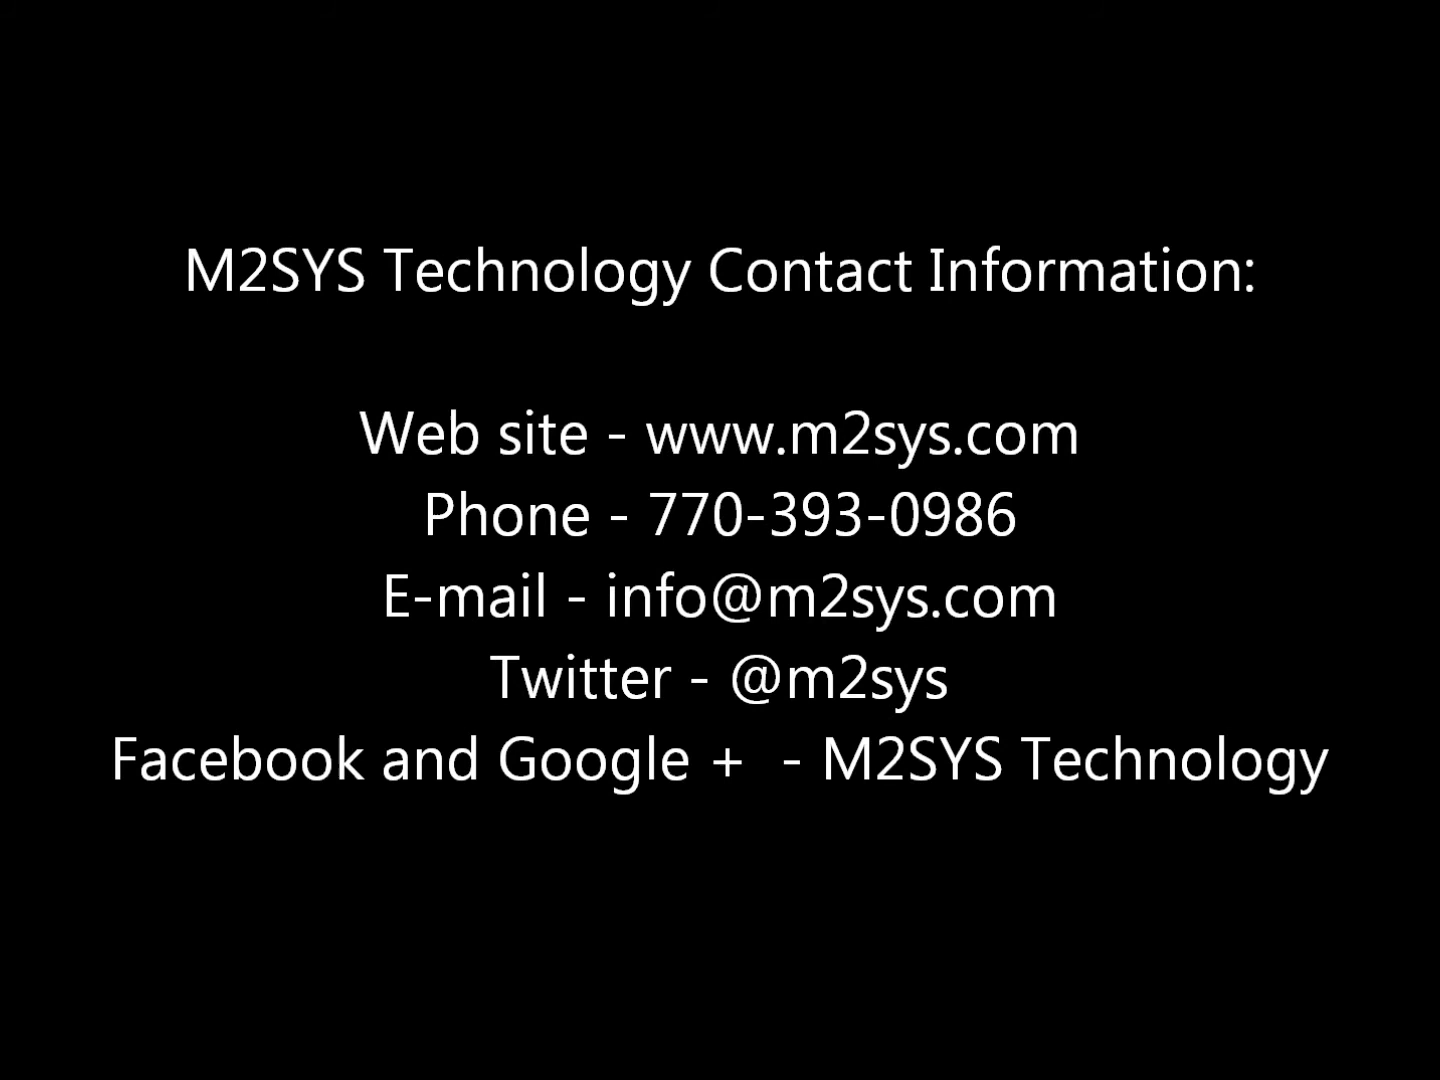 M2SYS Technology Contact Information:
Web site - www.m2sys.com
Phone - 770-393-0986
E-mail - info@m2sys.com
Twitter - @m2sys
Facebook and Google +  - M2SYS Technology